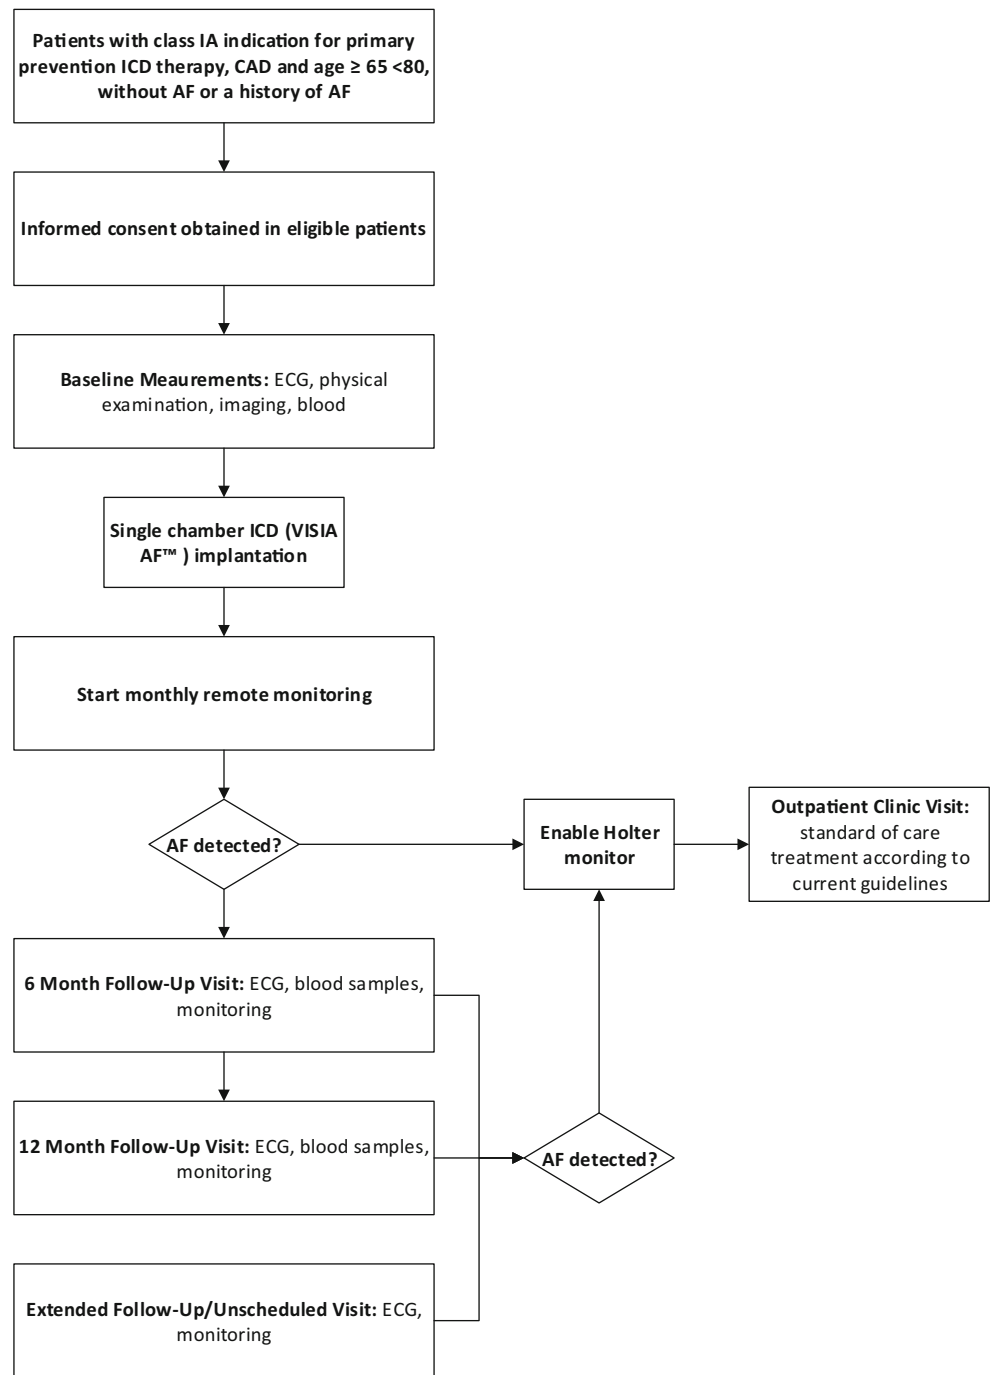 Patients with class IA indication for primary
prevention ICD therapy, CAD and age ≥ 65 <80,
without AF or a history of AF
Informed consent obtained in eligible patients
Baseline Meaurements: ECG, physical
examination, imaging, blood
Single chamber ICD (VISIA
AF™ ) implantation
Start monthly remote monitoring
AF detected?
Enable Holter
monitor
Outpatient Clinic Visit:
standard of care
treatment according to
current guidelines
6 Month Follow-Up Visit: ECG, blood samples,
monitoring
12 Month Follow-Up Visit: ECG, blood samples,
monitoring
AF detected?
Extended Follow-Up/Unscheduled Visit: ECG,
monitoring